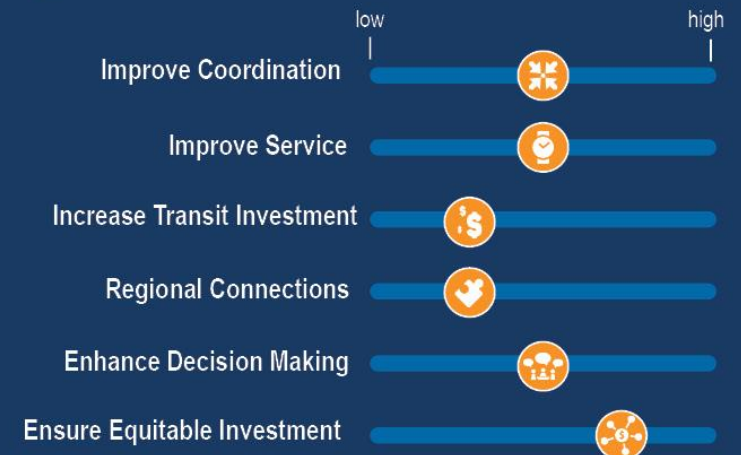 low high
Improve Coordination
Improve Service
Increase Transit Investment
Regional Connections
Enhance Decision Making
Ensure Equitable Investment